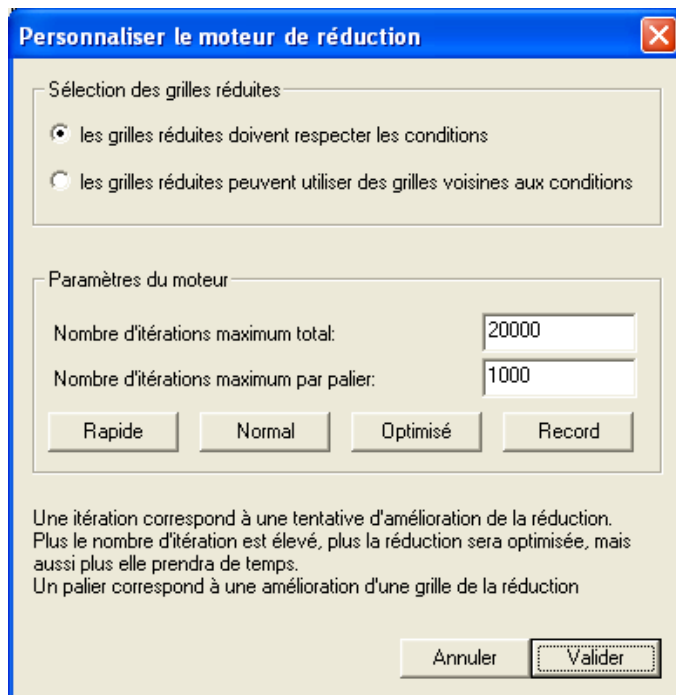 Personnaliser le moteur de réduction
Sélection des grilles réduites
les grilles réduites doivent respecter les conditions
les grilles réduites peuvent utiliser des grilles voisines aux conditions
Paramètres du moteur
Nombre d'itérations maximum total: 20000
Nombre d'itérations maximum par palier: 1000
Rapide Normal Optimisé Record
Une itération correspond à une tentative d'amélioration de la réduction.
Plus le nombre d'itération est élevé, plus la réduction sera optimisée, mais
aussi plus elle prendra de temps.
Un palier correspond à une amélioration d'une grille de la réduction
Annuler Valider